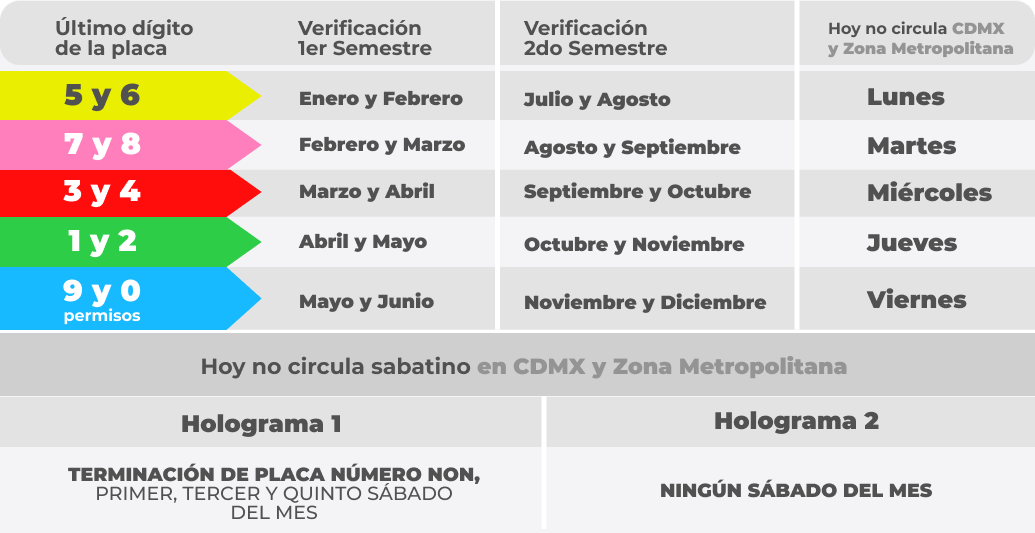 Último dígito
de la placa
Verificación
1er Semestre
Verificación
2do Semestre
Hoy no circula CDMX
y Zona Metropolitana
5 y 6
Enero y Febrero
Julio y Agosto
Lunes
7 y 8
Febrero y Marzo
Agosto y Septiembre
Martes
3 y 4
Marzo y Abril
Septiembre y Octubre
Miércoles
1 y 2
Abril y Mayo
Octubre y Noviembre
Jueves
9 y 0
permisos
Mayo y Junio
Noviembre y Diciembre
Viernes
Hoy no circula sabatino en CDMX y Zona Metropolitana
Holograma 1
Holograma 2
TERMINACIÓN DE PLACA NÚMERO NON,
PRIMER, TERCER Y QUINTO SÁBADO
DEL MES
NINGÚN SÁBADO DEL MES